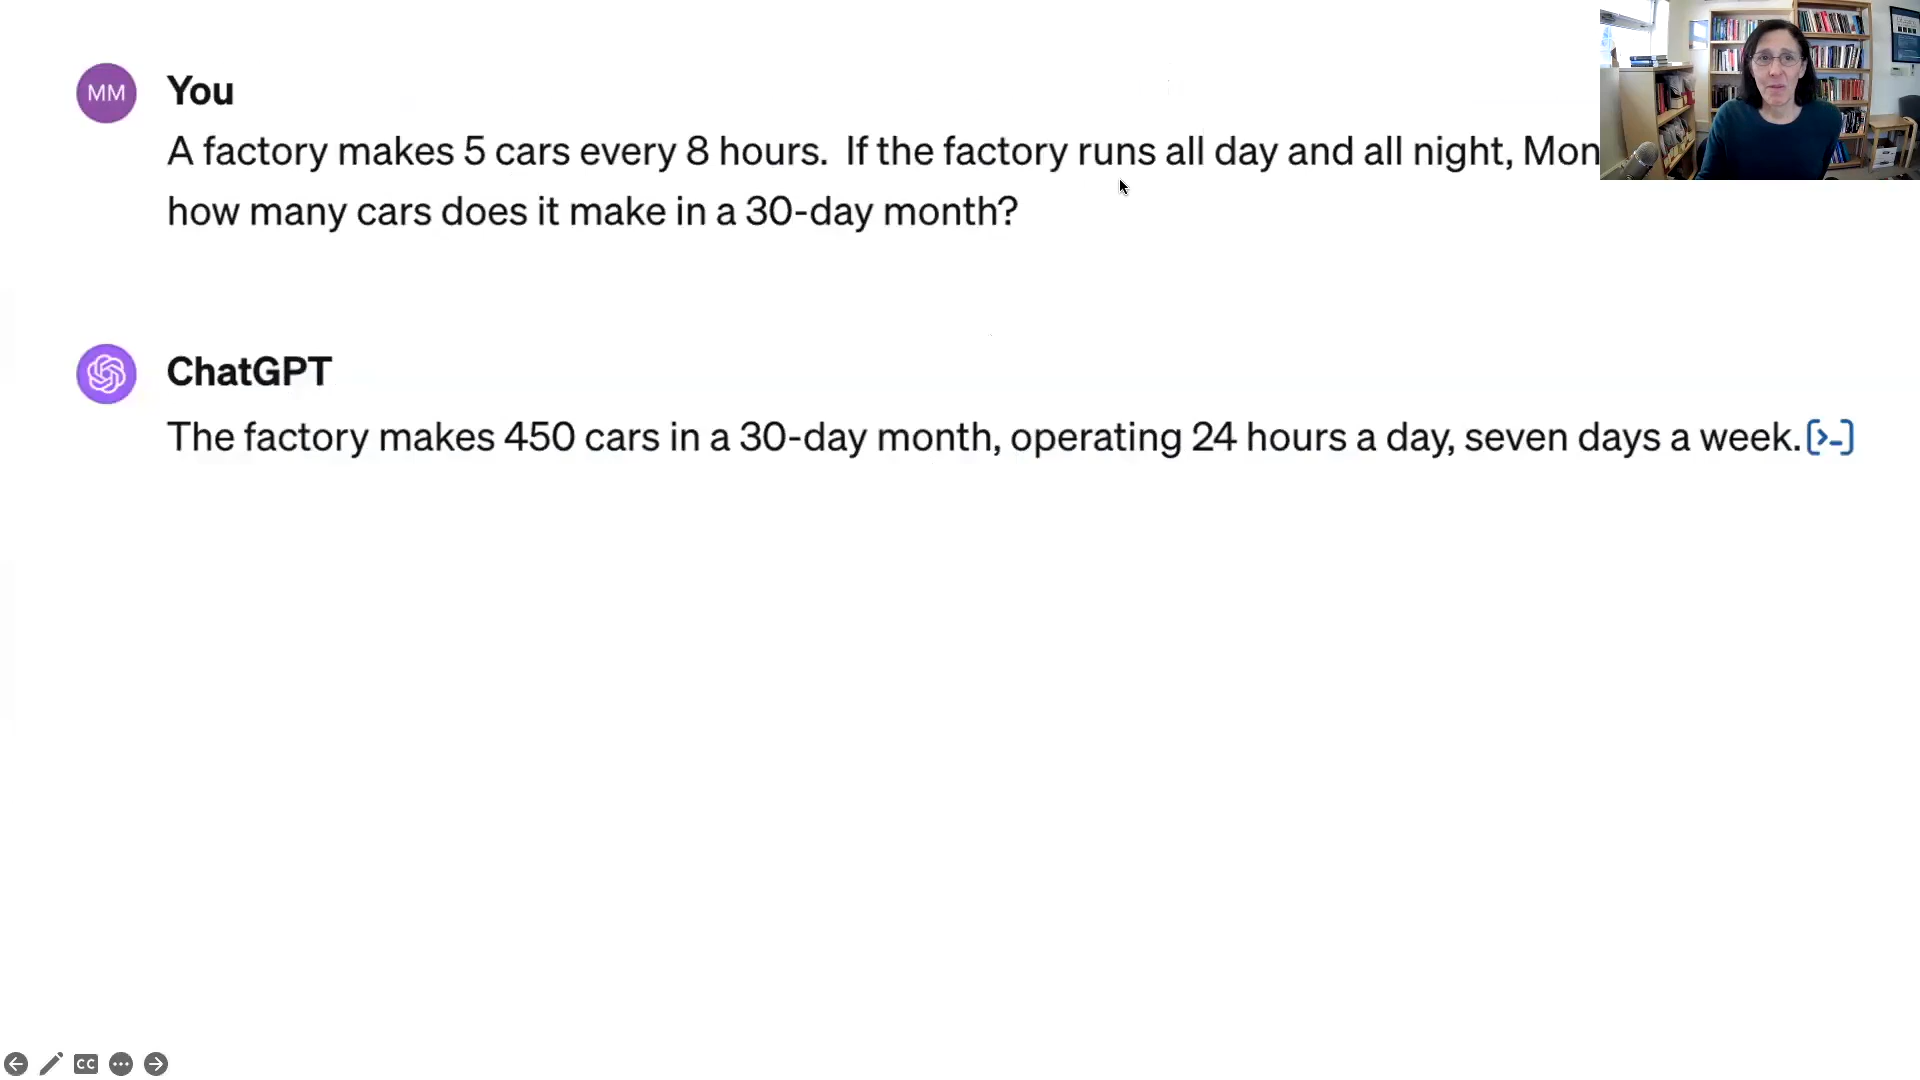 MM
You
A factory makes 5 cars every 8 hours. If the factory runs all day and all night, Mon
how many cars does it make in a 30-day month?
ChatGPT
The factory makes 450 cars in a 30-day month, operating 24 hours a day, seven days a week.[>-]
CC